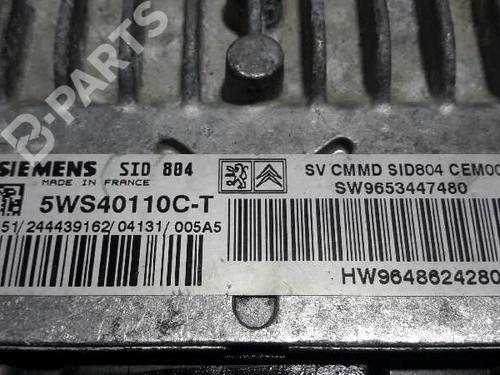 B-PARTS
SIEMENS SID 804
MADE IN FRANCE
5WS40110C-T
51/244439162/04131/005A5
SV CMMD SID804 CEM00
SW9653447480
HW9648624280